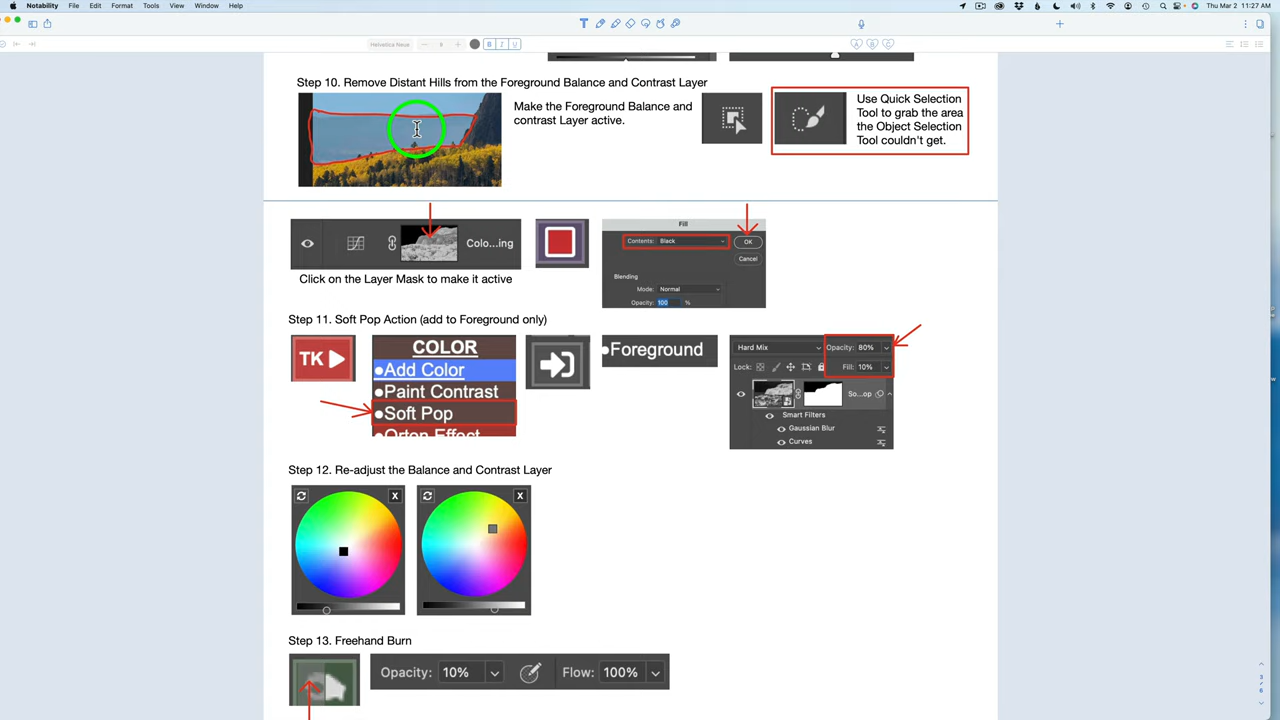 Notability File Edit Format Tools View Window Help
Thu Mar 2 11:27 AM
Helvetica Neue
8
B I U
Step 10. Remove Distant Hills from the Foreground Balance and Contrast Layer
Make the Foreground Balance and
contrast Layer active.
Use Quick Selection
Tool to grab the area
the Object Selection
Tool couldn't get.
Colo...ing
Click on the Layer Mask to make it active
Fill
Contents: Black
OK
Cancel
Blending
Mode: Normal
Opacity: 100 %
Step 11. Soft Pop Action (add to Foreground only)
TK
COLOR
•Add Color
•Paint Contrast
•Soft Pop
•Orton Effect
•Foreground
Hard Mix
Opacity: 80%
Lock:
Fill: 10%
So...op
Smart Filters
Gaussian Blur
Curves
Step 12. Re-adjust the Balance and Contrast Layer
X
X
Step 13. Freehand Burn
Opacity: 10%
Flow: 100%
3
/
6